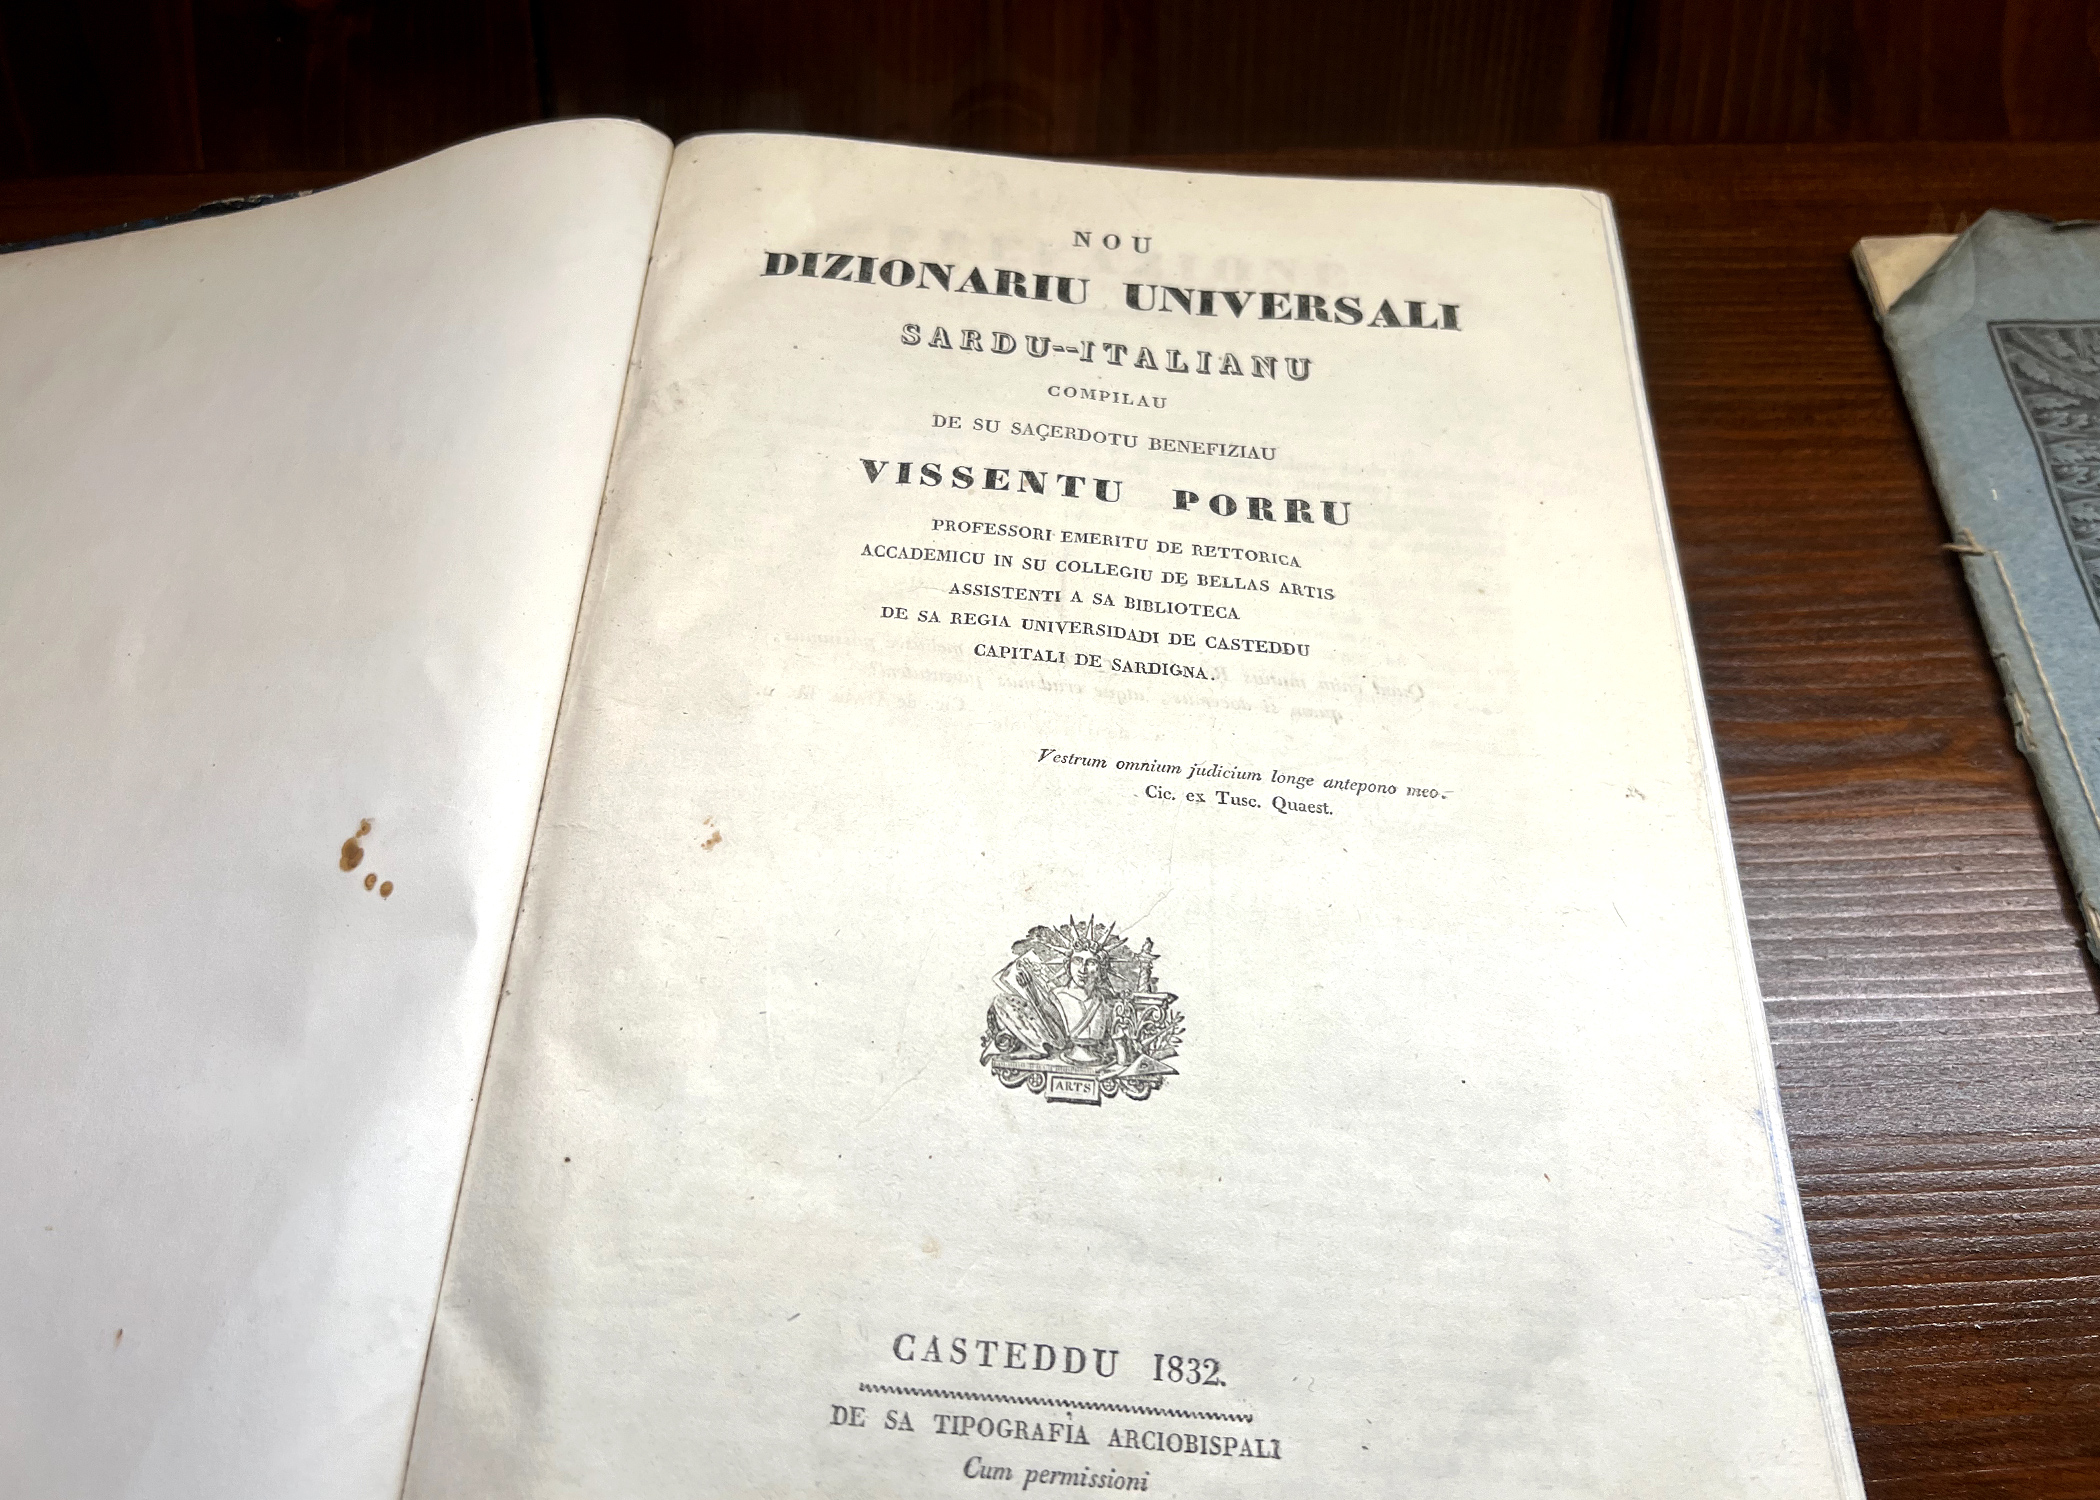 NOU
DIZIONARIU UNIVERSALI
SARDU--ITALIANU
COMPILAU
DE SU SAÇERDOTU BENEFIZIAU
VISSENTU PORRU
PROFESSORI EMERITU DE RETTORICA
ACCADEMICU IN SU COLLEGIU DE BELLAS ARTIS
ASSISTENTI A SA BIBLIOTECA
DE SA REGIA UNIVERSIDADI DE CASTEDDU
CAPITALI DE SARDIGNA.
Vestrum omnium judicium longe antepono meo.
Cic. ex Tusc. Quaest.
ARTS
CASTEDDU 1832.
DE SA TIPOGRAFÌA ARCIOBISPALI
Cum permissioni